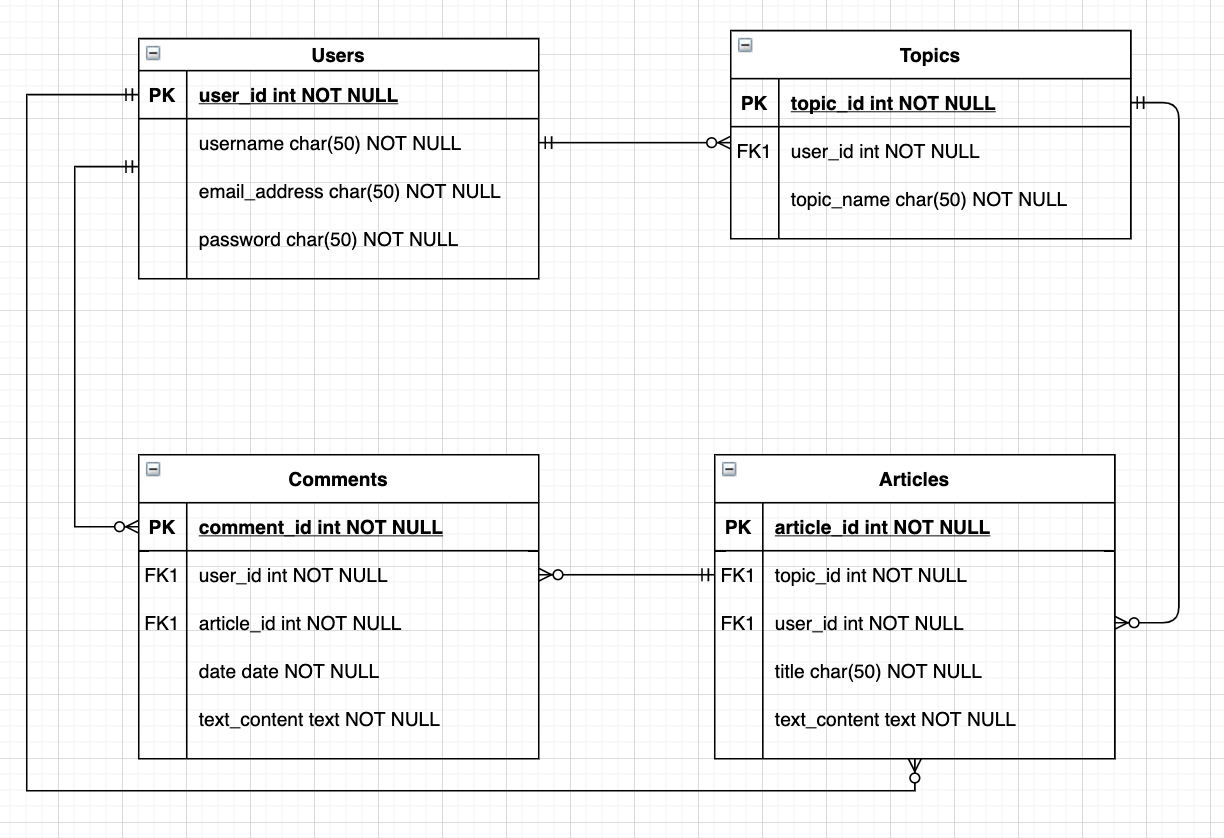 Users
PK user_id int NOT NULL
username char(50) NOT NULL
email_address char(50) NOT NULL
password char(50) NOT NULL
Topics
PK topic_id int NOT NULL
FK1 user_id int NOT NULL
topic_name char(50) NOT NULL
Comments
PK comment_id int NOT NULL
FK1 user_id int NOT NULL
FK1 article_id int NOT NULL
date date NOT NULL
text_content text NOT NULL
Articles
PK article_id int NOT NULL
FK1 topic_id int NOT NULL
FK1 user_id int NOT NULL
title char(50) NOT NULL
text_content text NOT NULL